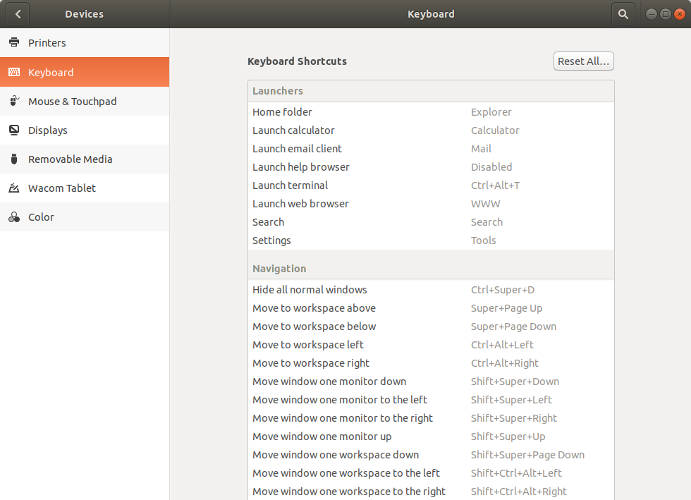 Devices
Keyboard
Printers
Keyboard
Mouse & Touchpad
Displays
Removable Media
Wacom Tablet
Color
Keyboard Shortcuts
Reset All...
Launchers
Home folder Explorer
Launch calculator Calculator
Launch email client Mail
Launch help browser Disabled
Launch terminal Ctrl+Alt+T
Launch web browser WWW
Search Search
Settings Tools
Navigation
Hide all normal windows Ctrl+Super+D
Move to workspace above Super+Page Up
Move to workspace below Super+Page Down
Move to workspace left Ctrl+Alt+Left
Move to workspace right Ctrl+Alt+Right
Move window one monitor down Shift+Super+Down
Move window one monitor to the left Shift+Super+Left
Move window one monitor to the right Shift+Super+Right
Move window one monitor up Shift+Super+Up
Move window one workspace down Shift+Super+Page Down
Move window one workspace to the left Shift+Ctrl+Alt+Left
Move window one workspace to the right Shift+Ctrl+Alt+Right